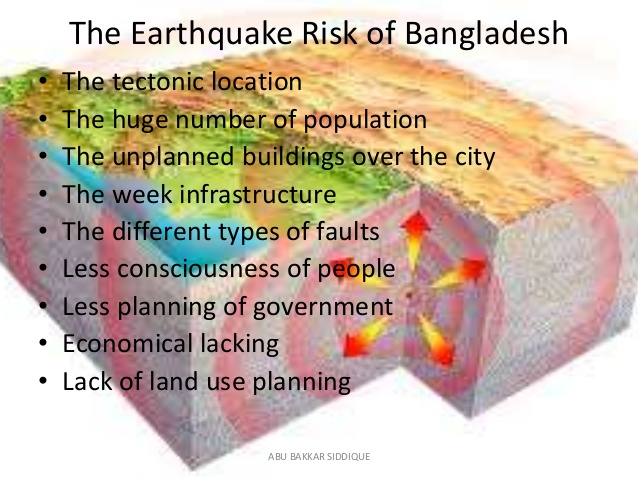 The Earthquake Risk of Bangladesh
• The tectonic location
• The huge number of population
• The unplanned buildings over the city
• The week infrastructure
• The different types of faults
• Less consciousness of people
• Less planning of government
• Economical lacking
• Lack of land use planning
ABU BAKKAR SIDDIQUE